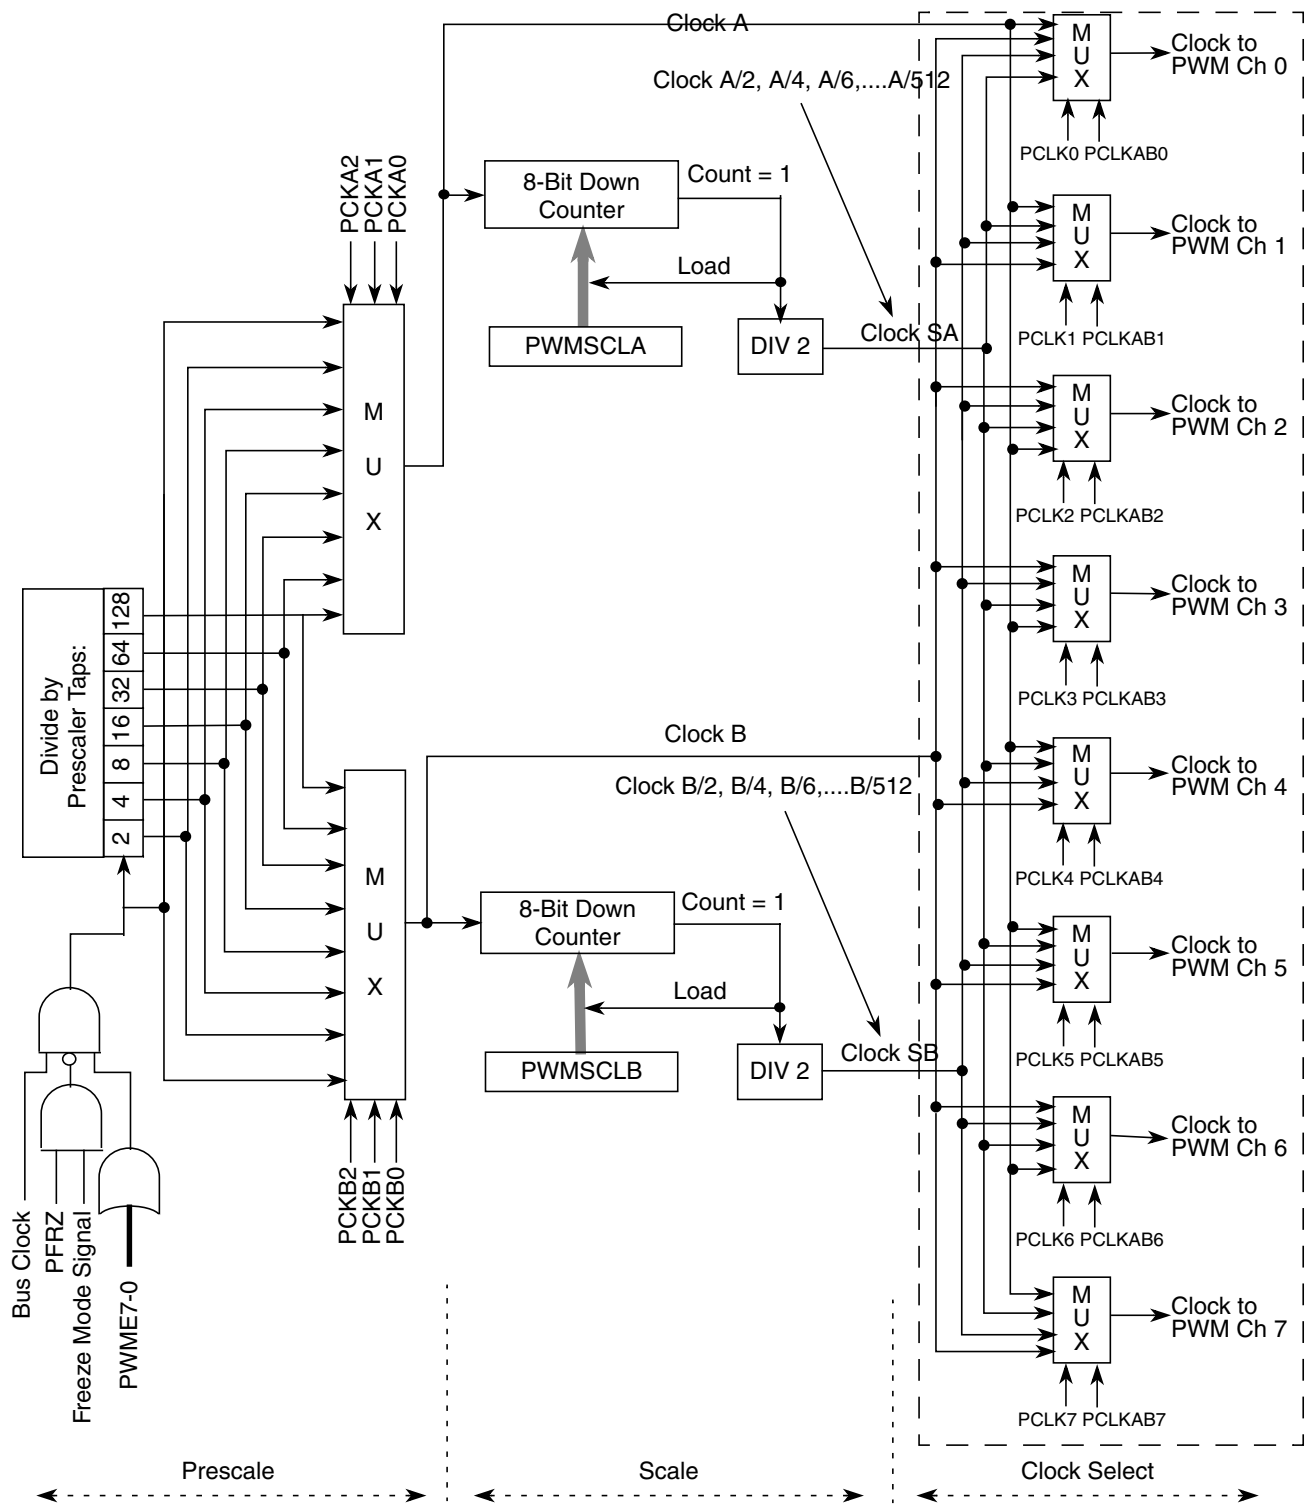 Clock A
Clock A/2, A/4, A/6,....A/512
PCKA2
PCKA1
PCKA0
8-Bit Down
Counter
Count = 1
Load
PWMSCLA
DIV 2
Clock SA
M
U
X
Divide by
Prescaler Taps:
128
64
32
16
8
4
2
Clock B
Clock B/2, B/4, B/6,....B/512
M
U
X
8-Bit Down
Counter
Count = 1
Load
PWMSCLB
DIV 2
Clock SB
PCKB2
PCKB1
PCKB0
Bus Clock
PFRZ
Freeze Mode Signal
PWME7-0
M
U
X
Clock to
PWM Ch 0
PCLK0 PCLKAB0
M
U
X
Clock to
PWM Ch 1
PCLK1 PCLKAB1
M
U
X
Clock to
PWM Ch 2
PCLK2 PCLKAB2
M
U
X
Clock to
PWM Ch 3
PCLK3 PCLKAB3
M
U
X
Clock to
PWM Ch 4
PCLK4 PCLKAB4
M
U
X
Clock to
PWM Ch 5
PCLK5 PCLKAB5
M
U
X
Clock to
PWM Ch 6
PCLK6 PCLKAB6
M
U
X
Clock to
PWM Ch 7
PCLK7 PCLKAB7
Prescale
Scale
Clock Select